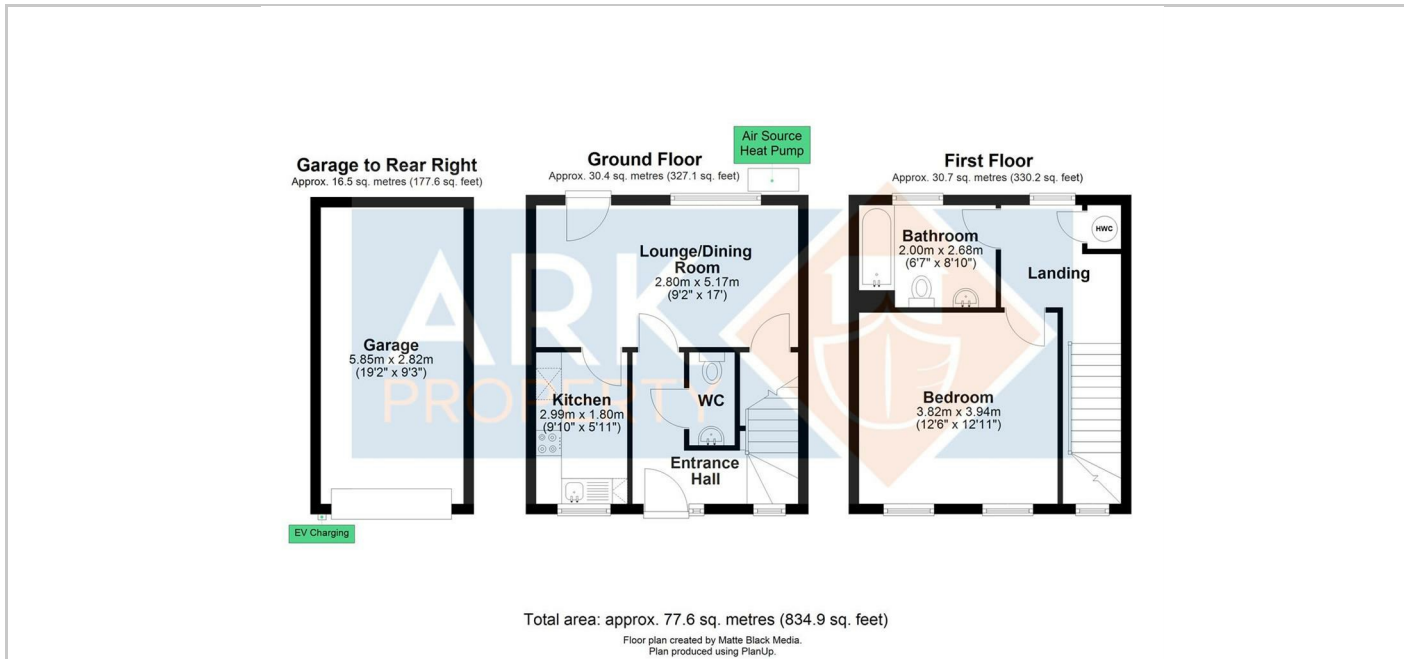 Garage to Rear Right
Approx. 16.5 sq. metres (177.6 sq. feet)
Garage
5.85m x 2.82m
(19'2" x 9'3")
EV Charging
Ground Floor
Approx. 30.4 sq. metres (327.1 sq. feet)
Air Source
Heat Pump
Lounge/Dining
Room
2.80m x 5.17m
(9'2" x 17')
Kitchen
2.99m x 1.80m
(9'10" x 5'11")
WC
Entrance
Hall
First Floor
Approx. 30.7 sq. metres (330.2 sq. feet)
Bathroom
2.00m x 2.68m
(6'7" x 8'10")
HWC
Landing
Bedroom
3.82m x 3.94m
(12'6" x 12'11")
ARK
PROPERTY
Total area: approx. 77.6 sq. metres (834.9 sq. feet)
Floor plan created by Matte Black Media.
Plan produced using PlanUp.